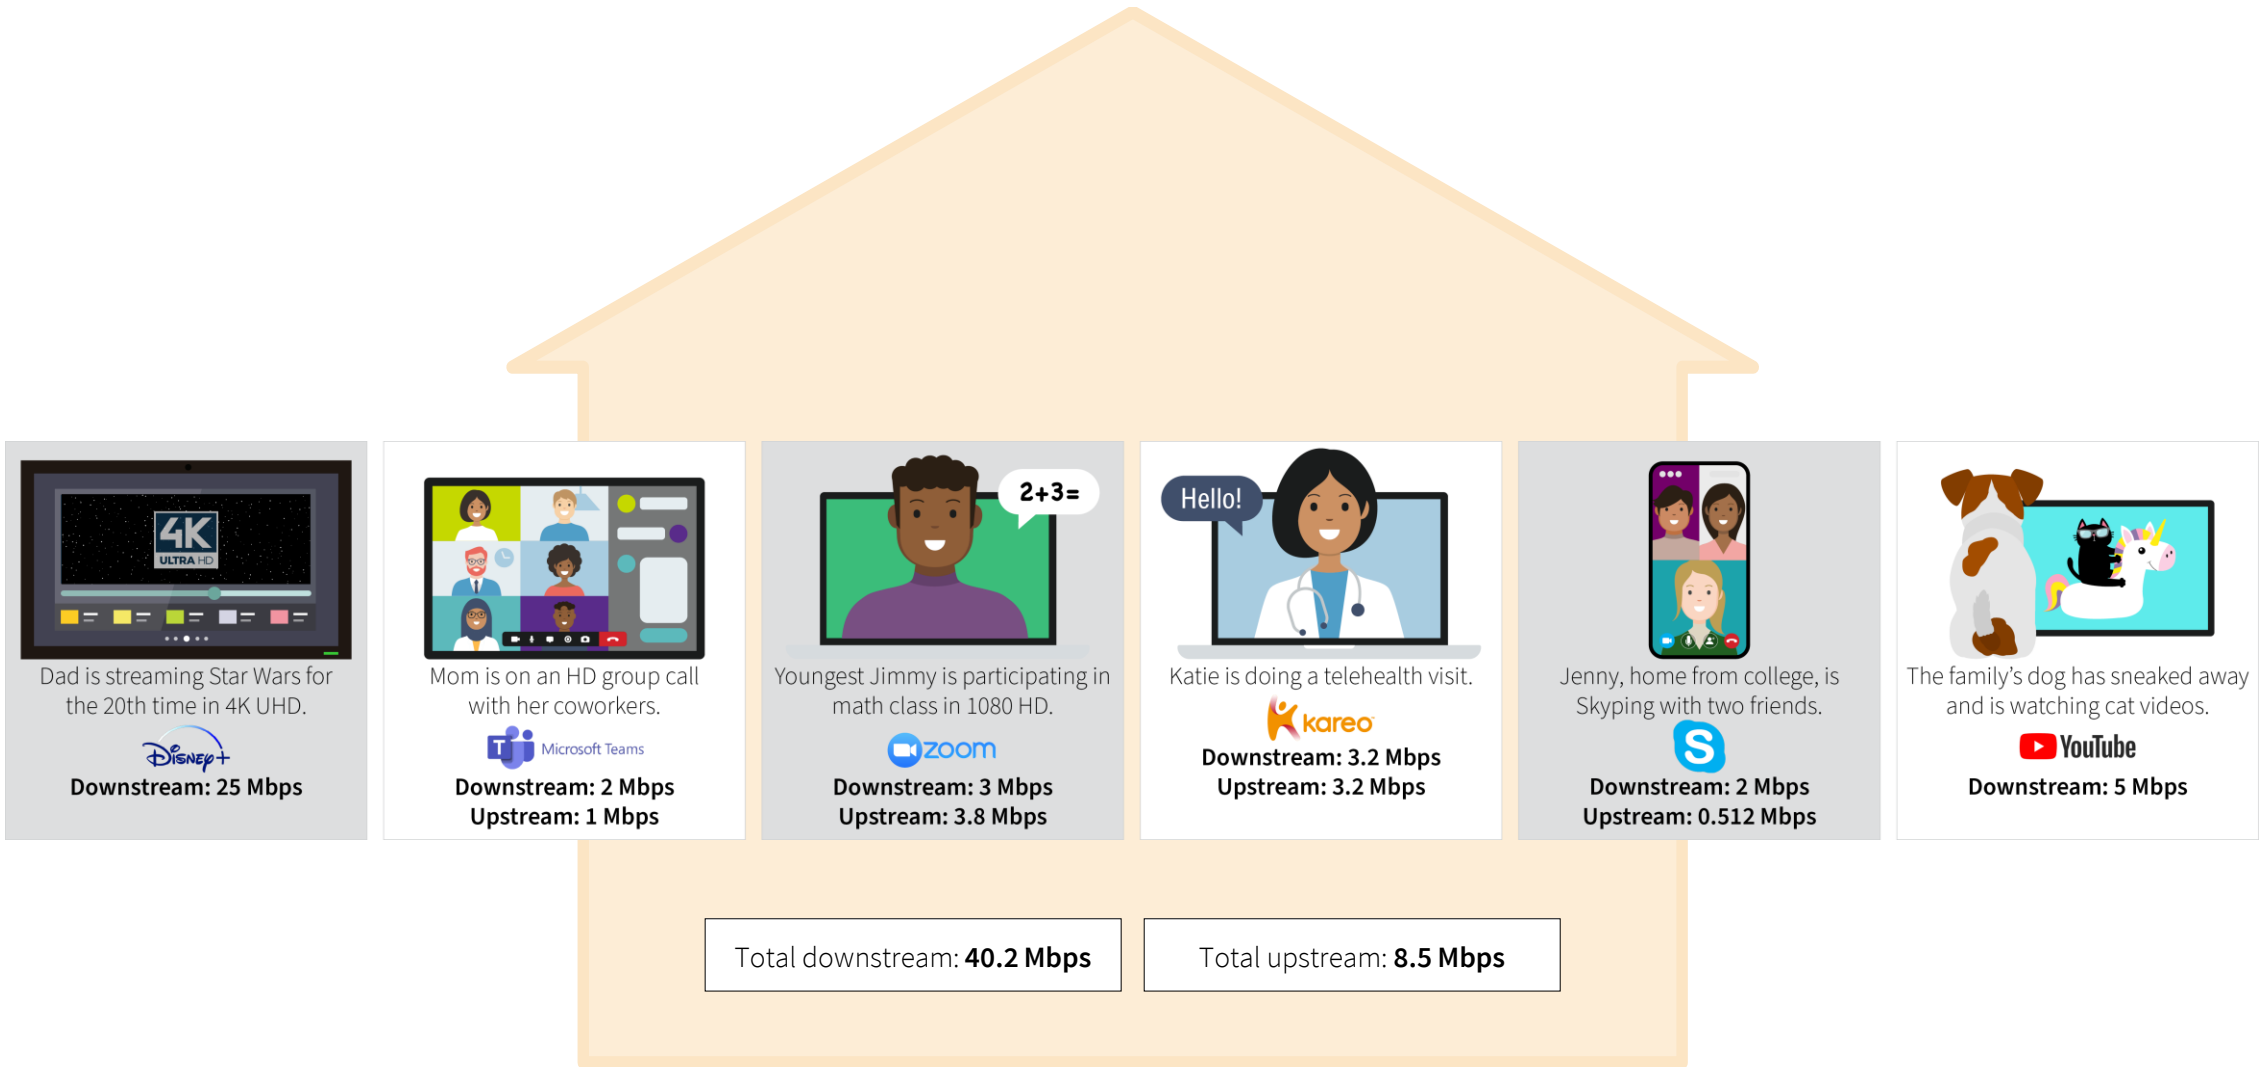 4K
ULTRA HD
Dad is streaming Star Wars for
the 20th time in 4K UHD.
Disney+
Downstream: 25 Mbps
Mom is on an HD group call
with her coworkers.
T Microsoft Teams
Downstream: 2 Mbps
Upstream: 1 Mbps
2+3=
Youngest Jimmy is participating in
math class in 1080 HD.
zoom
Downstream: 3 Mbps
Upstream: 3.8 Mbps
Hello!
Katie is doing a telehealth visit.
kareo
Downstream: 3.2 Mbps
Upstream: 3.2 Mbps
Jenny, home from college, is
Skyping with two friends.
S
Downstream: 2 Mbps
Upstream: 0.512 Mbps
The family’s dog has sneaked away
and is watching cat videos.
YouTube
Downstream: 5 Mbps
Total downstream: 40.2 Mbps
Total upstream: 8.5 Mbps